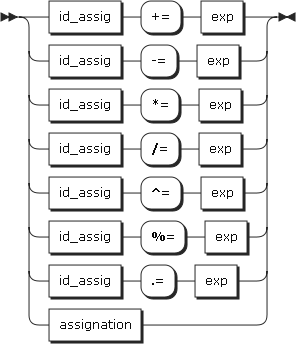 id_assig += exp
id_assig -= exp
id_assig *= exp
id_assig /= exp
id_assig ^= exp
id_assig %= exp
id_assig .= exp
assignation